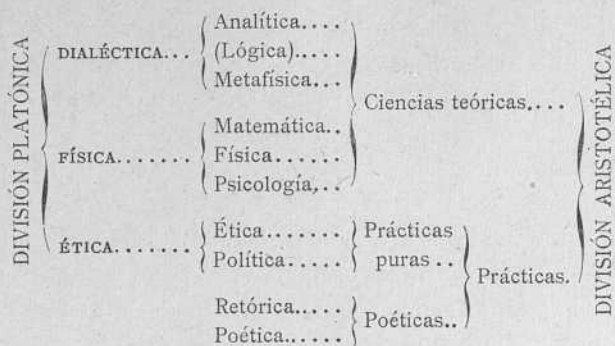 DIVISIÓN PLATÓNICA
DIALÉCTICA...
Analítica....
(Lógica).....
Metafísica...
FÍSICA.......
Matemática..
Física......
Psicología,..
Ciencias teóricas....
ÉTICA.......
Ética.......
Política.....
Prácticas
puras ..
Retórica.....
Poética......
Poéticas..
Prácticas.
DIVISIÓN ARISTOTÉLICA